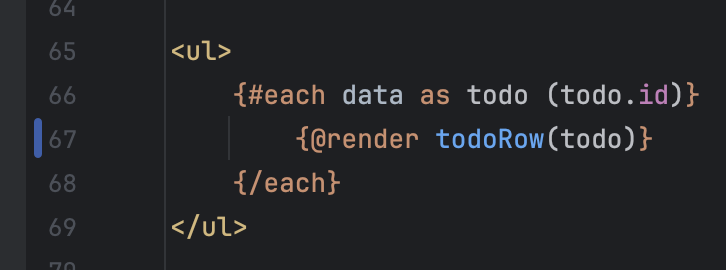 64
65 <ul>
66 {#each data as todo (todo.id)}
67 {@render todoRow(todo)}
68 {/each}
69 </ul>